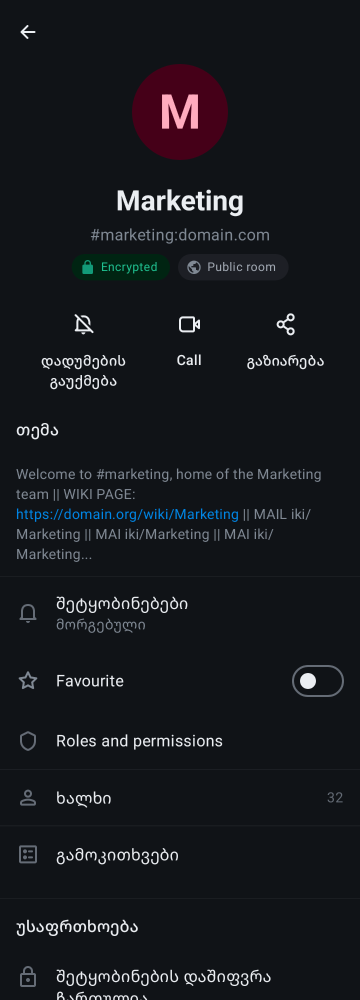 M
Marketing
#marketing:domain.com
Encrypted
Public room
დადუმების
გაუქმება
Call
გაზიარება
თემა
Welcome to #marketing, home of the Marketing
team || WIKI PAGE:
https://domain.org/wiki/Marketing || MAIL iki/
Marketing || MAI iki/Marketing || MAI iki/
Marketing...
შეტყობინებები
მორგებული
Favourite
Roles and permissions
ხალხი 32
გამოკითხვები
უსაფრთხოება
შეტყობინების დაშიფვრა
ჩართულია